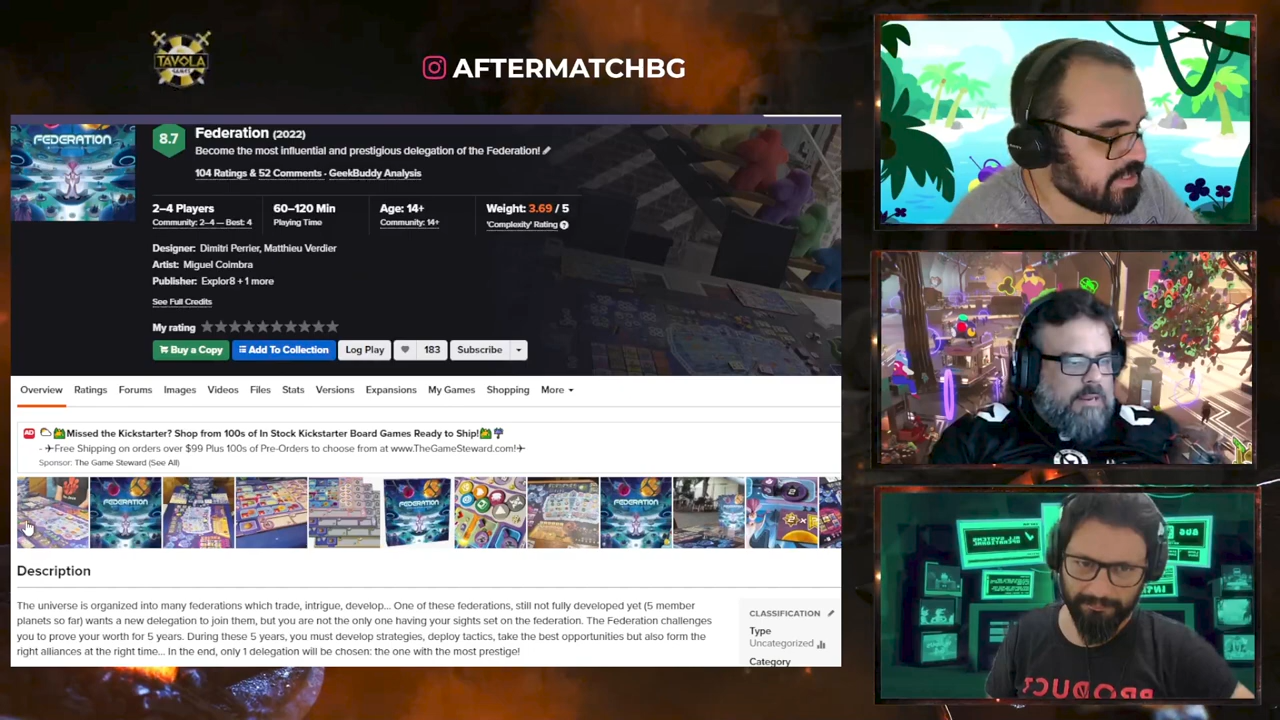 TAVOLA
AFTERMATCHBG
FEDERATION
8.7
Federation (2022)
Become the most influential and prestigious delegation of the Federation!
104 Ratings & 52 Comments - GeekBuddy Analysis
2–4 Players
Community: 2–4 — Best: 4
60–120 Min
Playing Time
Age: 14+
Community: 14+
Weight: 3.69 / 5
'Complexity' Rating
Designer: Dimitri Perrier, Matthieu Verdier
Artist: Miguel Coimbra
Publisher: Explor8 + 1 more
See Full Credits
My rating
Buy a Copy
Add To Collection
Log Play
183
Subscribe
Overview
Ratings
Forums
Images
Videos
Files
Stats
Versions
Expansions
My Games
Shopping
More
AD
Missed the Kickstarter? Shop from 100s of In Stock Kickstarter Board Games Ready to Ship!
- ✈Free Shipping on orders over $99 Plus 100s of Pre-Orders to choose from at www.TheGameSteward.com!✈
Sponsor: The Game Steward (See All)
FEDERATION
FEDERATION
FEDERATION
Description
The universe is organized into many federations which trade, intrigue, develop... One of these federations, still not fully developed yet (5 member
planets so far) wants a new delegation to join them, but you are not the only one having your sights set on the federation. The Federation challenges
you to prove your worth for 5 years. During these 5 years, you must develop strategies, deploy tactics, take the best opportunities but also form the
right alliances at the right time... In the end, only 1 delegation will be chosen: the one with the most prestige!
CLASSIFICATION
Type
Uncategorized
Category
PRODUCT